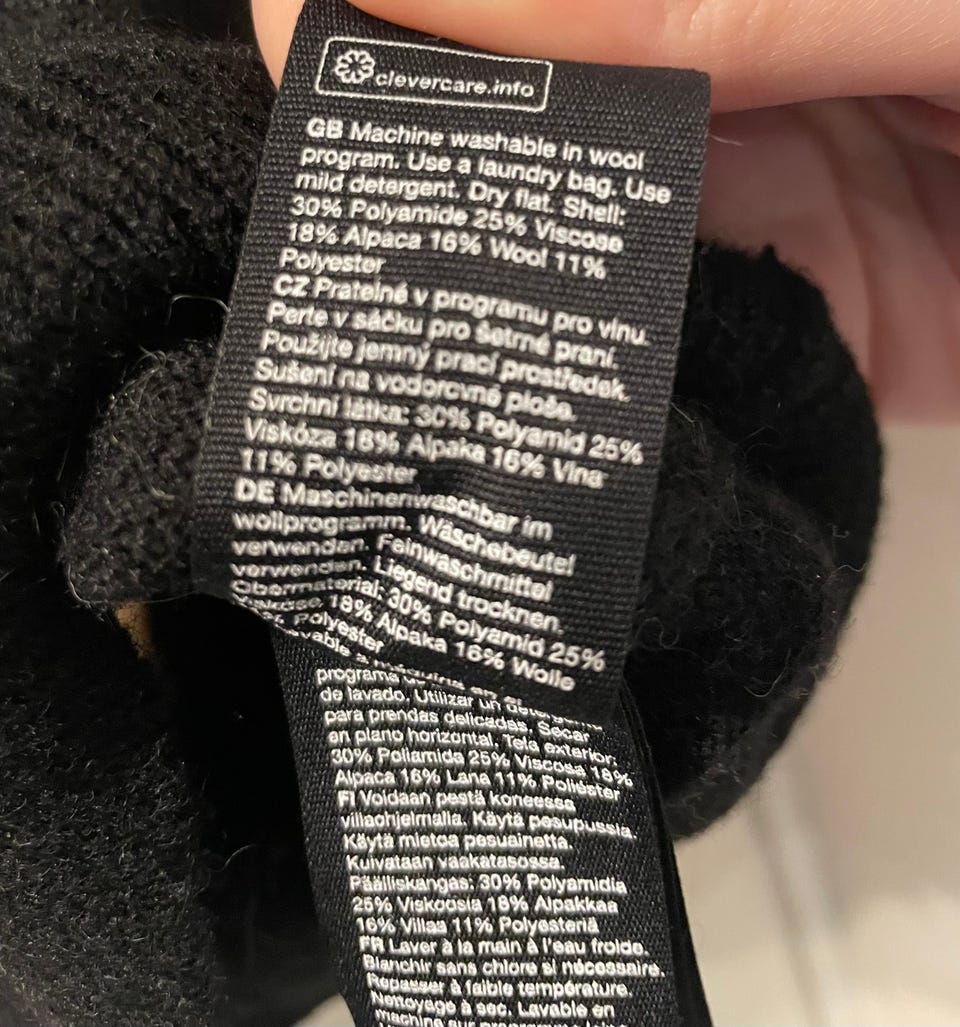 clevercare.info
GB Machine washable in wool
program. Use a laundry bag. Use
mild detergent. Dry flat. Shell:
30% Polyamide 25% Viscose
18% Alpaca 16% Wool 11%
Polyester
CZ Pratelné v programu pro vlnu.
Perte v sáčku pro šetrné praní.
Použijte jemný prací prostředek.
Sušení na vodorovné ploše.
Svrchní látka: 30% Polyamid 25%
Viskóza 18% Alpaka 16% Vlna
11% Polyester
DE Maschinenwaschbar im
wollprogramm. Wäschebeutel
verwenden. Feinwaschmittel
verwenden. Liegend trocknen.
Obermaterial: 30% Polyamid 25%
Viskose 18% Alpaka 16% Wolle
% Polyester
programa
de lavado. Utilizar un
para prendas delicadas. Secar
en plano horizontal. Tela exterior:
30% Poliamida 25% Viscosa 18%
Alpaca 16% Lana 11% Poliéster
FI Voidaan pestä koneessa
villaohjelmalla. Käytä pesupussia.
Käytä mietoa pesuainetta.
Kuivataan vaakatasossa.
Päälliskangas: 30% Polyamidia
25% Viskoosia 18% Alpakkaa
16% Villaa 11% Polyesteriä
FR Laver à la main à l'eau froide.
Blanchir sans chlore si nécessaire.
Repasser à faible température.
Nettoyage à sec. Lavable en
machine sur programme